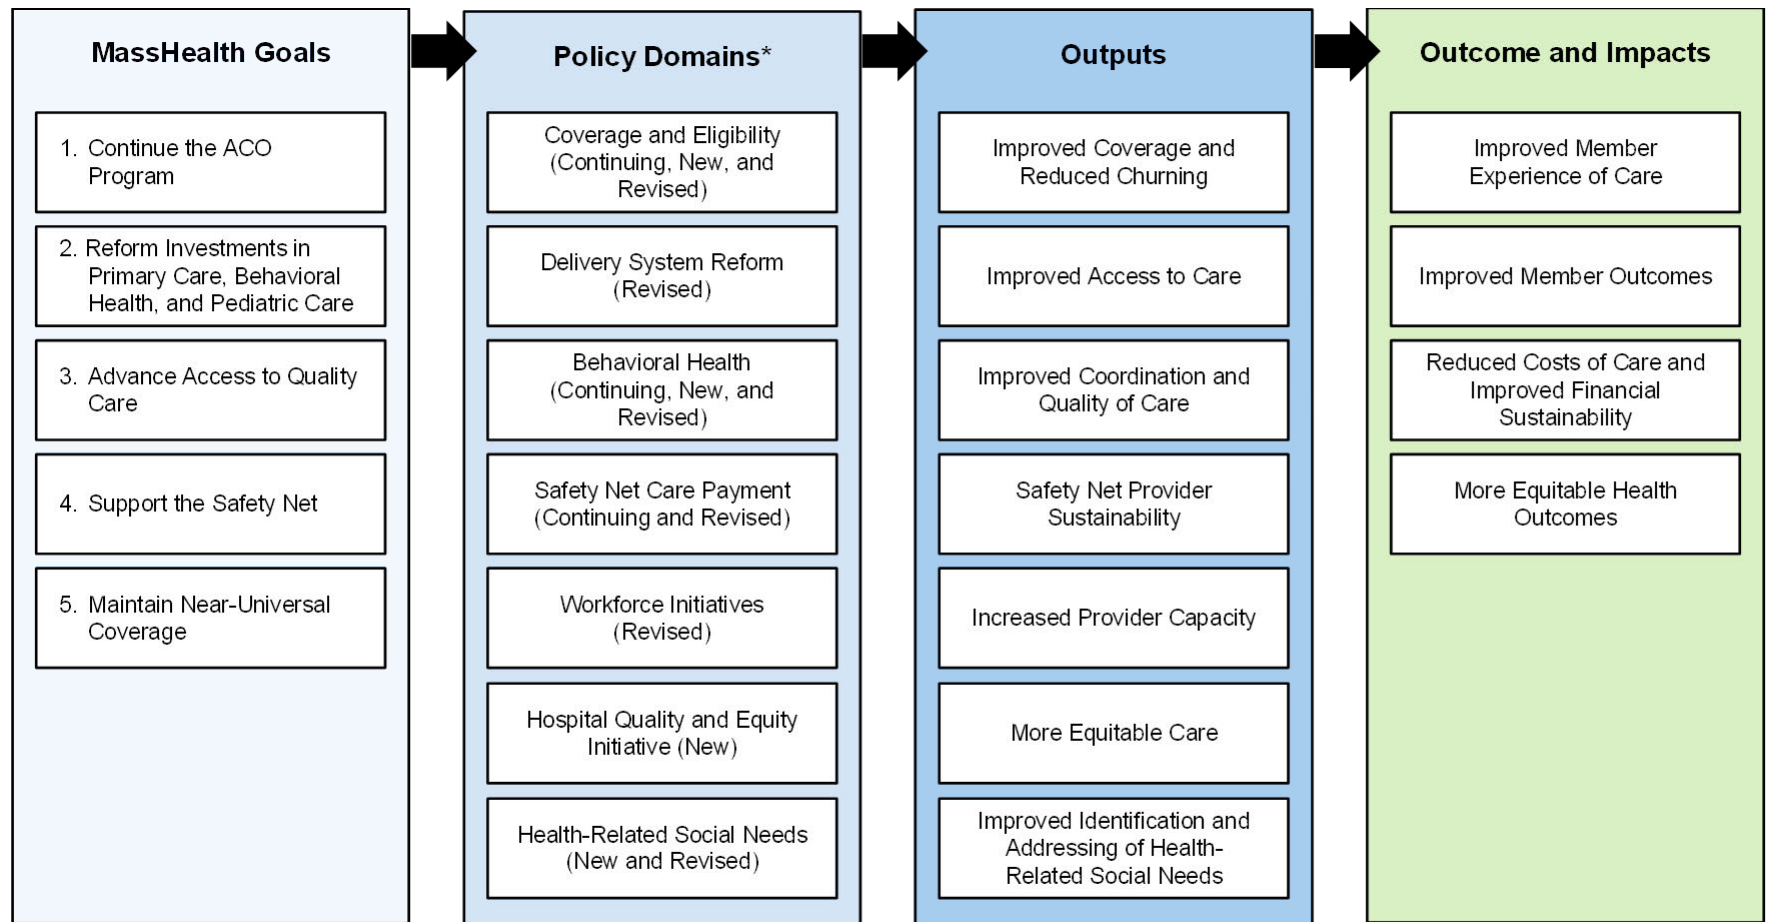 MassHealth Goals
1. Continue the ACO
Program
2. Reform Investments in
Primary Care, Behavioral
Health, and Pediatric Care
3. Advance Access to Quality
Care
4. Support the Safety Net
5. Maintain Near-Universal
Coverage
Policy Domains*
Coverage and Eligibility
(Continuing, New, and
Revised)
Delivery System Reform
(Revised)
Behavioral Health
(Continuing, New, and
Revised)
Safety Net Care Payment
(Continuing and Revised)
Workforce Initiatives
(Revised)
Hospital Quality and Equity
Initiative (New)
Health-Related Social Needs
(New and Revised)
Outputs
Improved Coverage and
Reduced Churning
Improved Access to Care
Improved Coordination and
Quality of Care
Safety Net Provider
Sustainability
Increased Provider Capacity
More Equitable Care
Improved Identification and
Addressing of Health-
Related Social Needs
Outcome and Impacts
Improved Member
Experience of Care
Improved Member Outcomes
Reduced Costs of Care and
Improved Financial
Sustainability
More Equitable Health
Outcomes